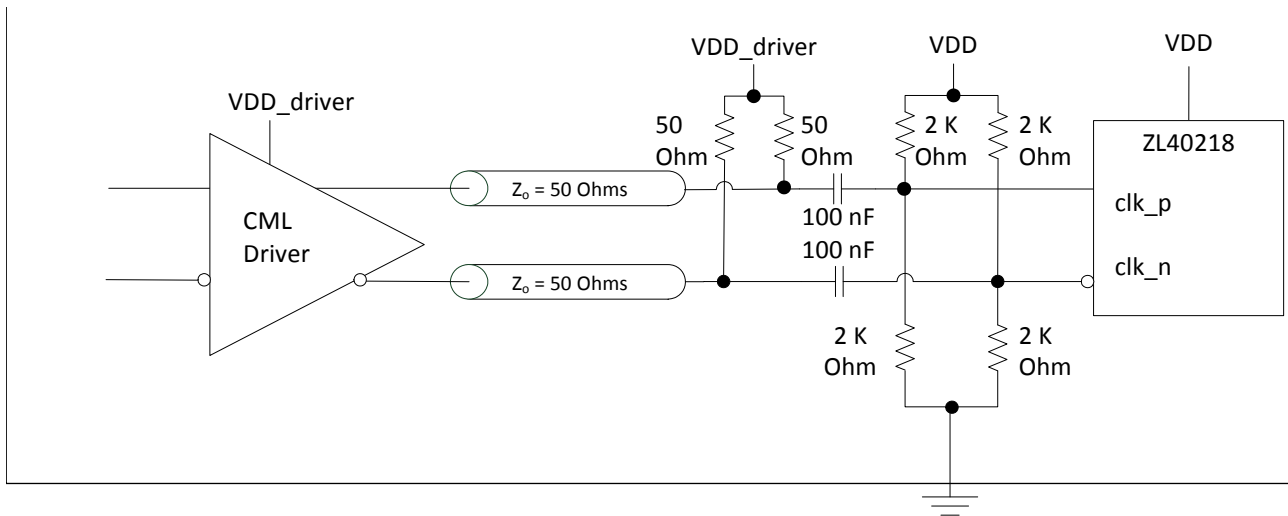 VDD_driver
VDD
VDD
VDD_driver
50
Ohm
50
Ohm
2 K
Ohm
2 K
Ohm
ZL40218
Zo = 50 Ohms
clk_p
CML
Driver
100 nF
100 nF
clk_n
Zo = 50 Ohms
2 K
Ohm
2 K
Ohm